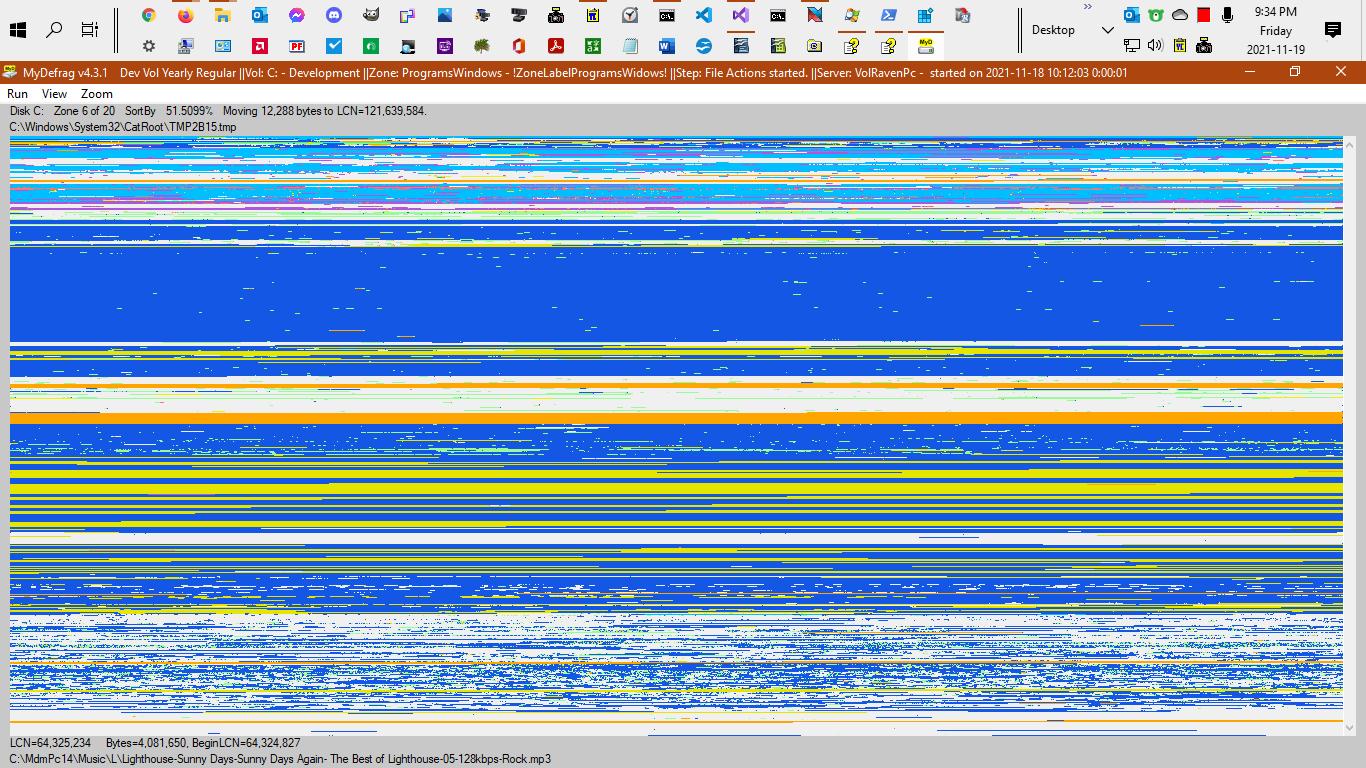 9:34 PM
Friday
2021-11-19
Desktop
MyDefrag v4.3.1 Dev Vol Yearly Regular ||Vol: C: - Development ||Zone: ProgramsWindows - !ZoneLabelProgramsWidows! ||Step: File Actions started. ||Server: VolRavenPc - started on 2021-11-18 10:12:03 0:00:01
Run View Zoom
Disk C: Zone 6 of 20 SortBy 51.5099% Moving 12,288 bytes to LCN=121,639,584.
C:\Windows\System32\CatRoot\TMP2B15.tmp
LCN=64,325,234 Bytes=4,081,650, BeginLCN=64,324,827
C:\MdmPc14\Music\L\Lighthouse-Sunny Days-Sunny Days Again- The Best of Lighthouse-05-128kbps-Rock.mp3